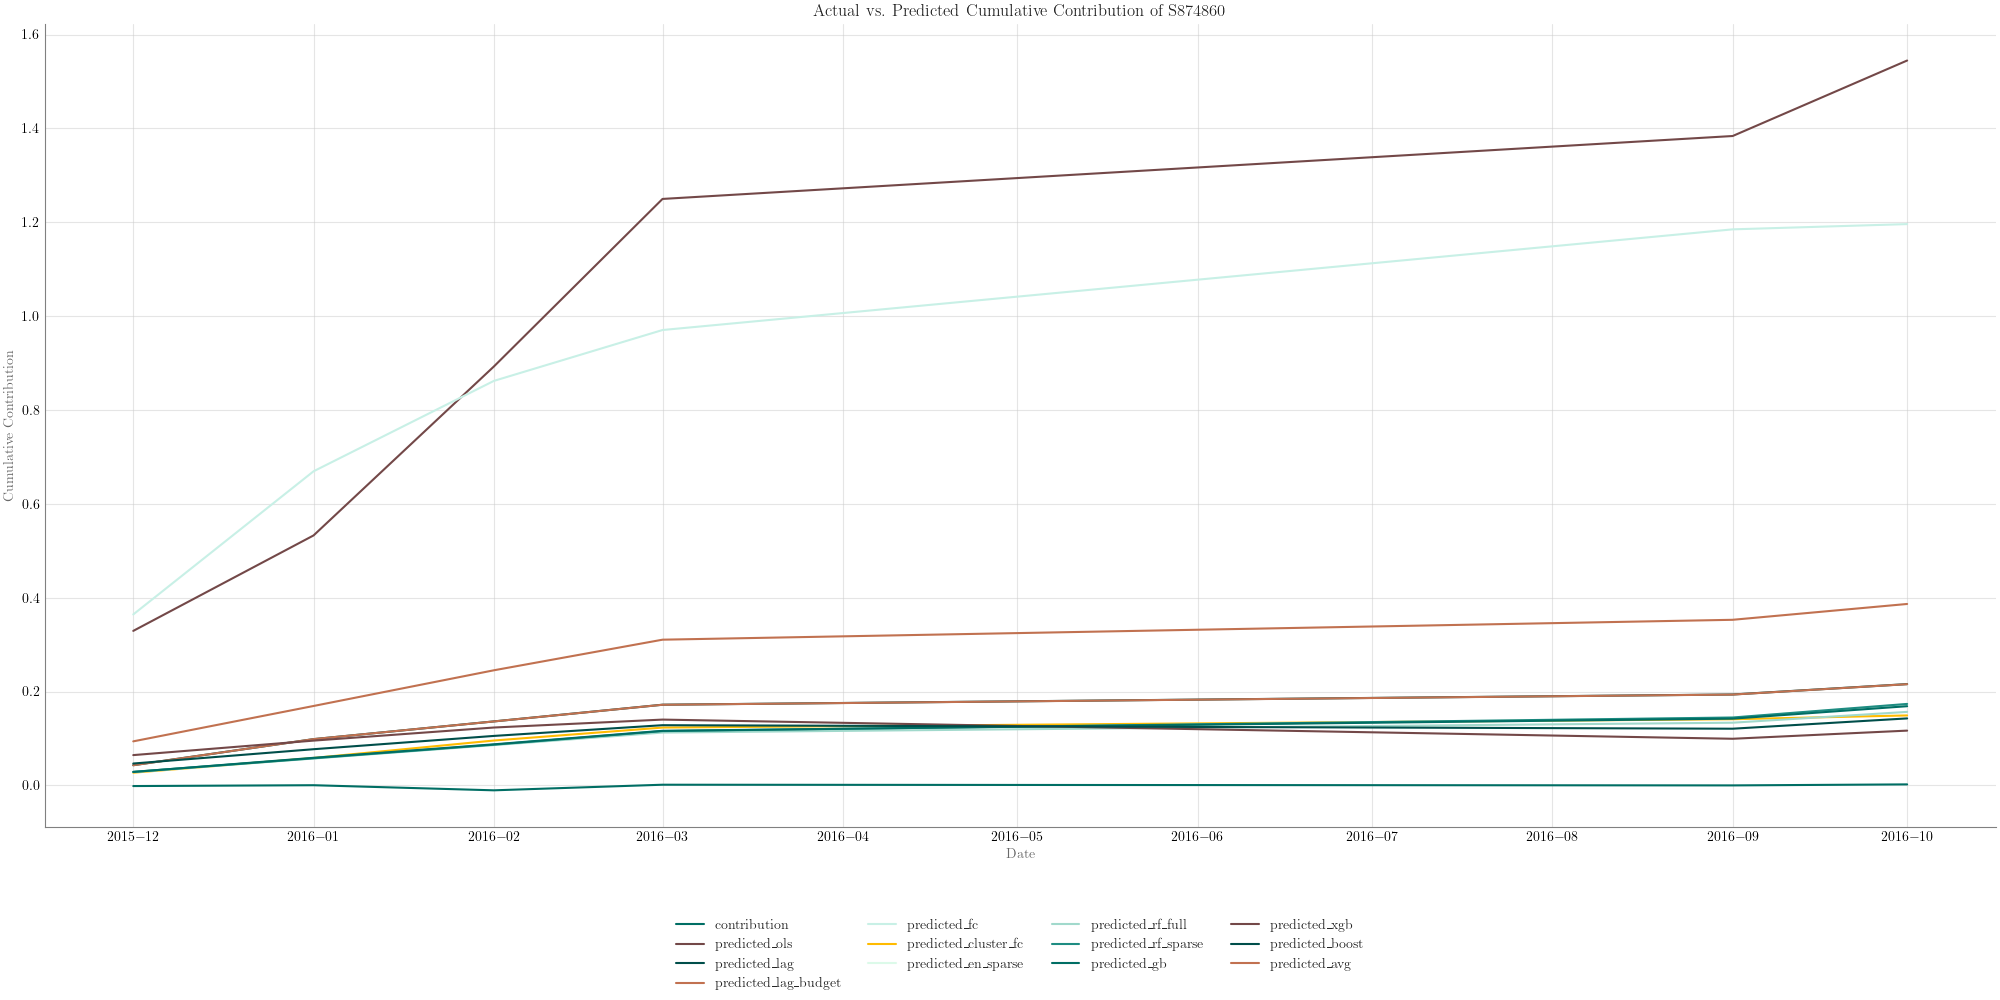 Actual vs. Predicted Cumulative Contribution of S874860
1.6
1.4
1.2
1.0
0.8
0.6
0.4
0.2
0.0
Cumulative Contribution
2015−12 2016−01 2016−02 2016−03 2016−04 2016−05 2016−06 2016−07 2016−08 2016−09 2016−10
Date
contribution predicted_fc predicted_rf_full predicted_xgb
predicted_ols predicted_cluster_fc predicted_rf_sparse predicted_boost
predicted_lag predicted_en_sparse predicted_gb predicted_avg
predicted_lag_budget